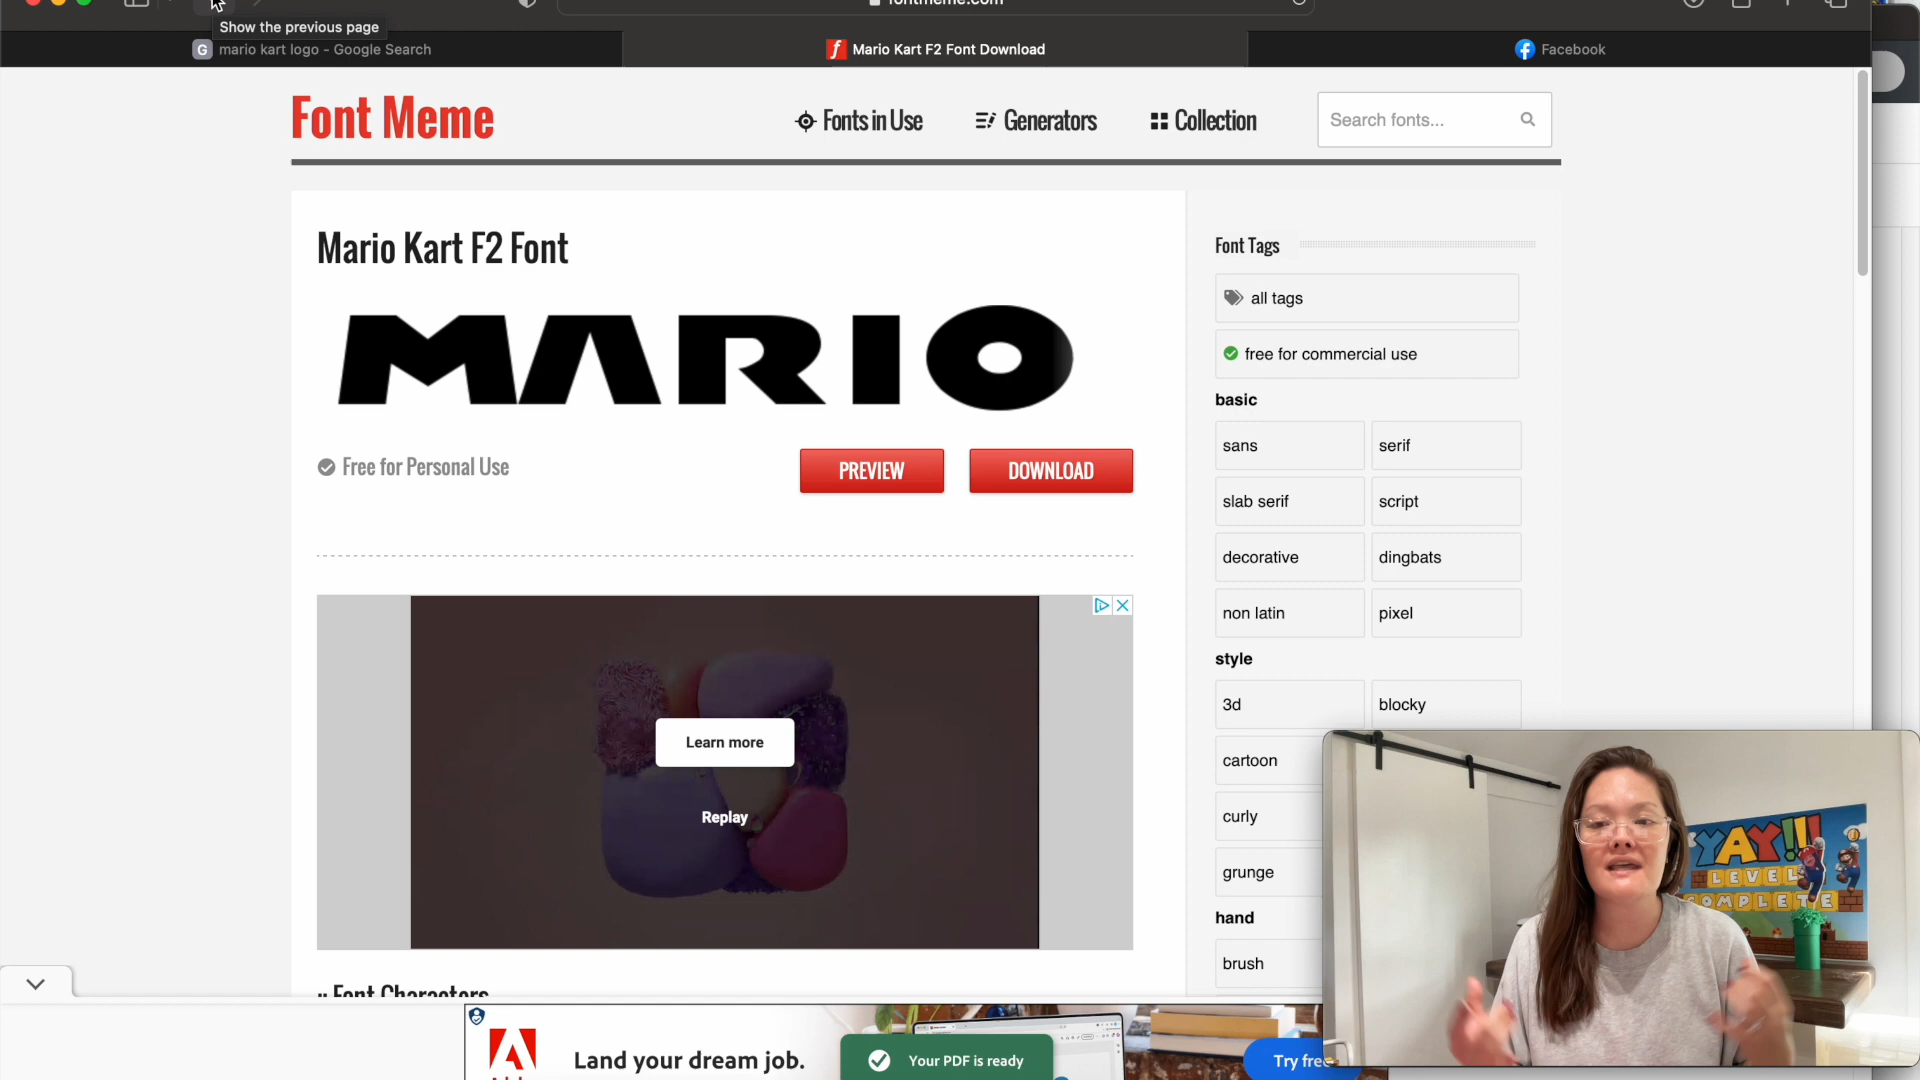 Show the previous page
G mario kart logo - Google Search
f Mario Kart F2 Font Download
Facebook
Font Meme
Fonts in Use
Generators
Collection
Search fonts...
Mario Kart F2 Font
MARIO
Free for Personal Use
PREVIEW
DOWNLOAD
Learn more
Replay
Font Tags
all tags
free for commercial use
basic
sans
serif
slab serif
script
decorative
dingbats
non latin
pixel
style
3d
blocky
cartoon
curly
grunge
hand
brush
YAY!!!
LEVEL
COMPLETE
Land your dream job.
Your PDF is ready